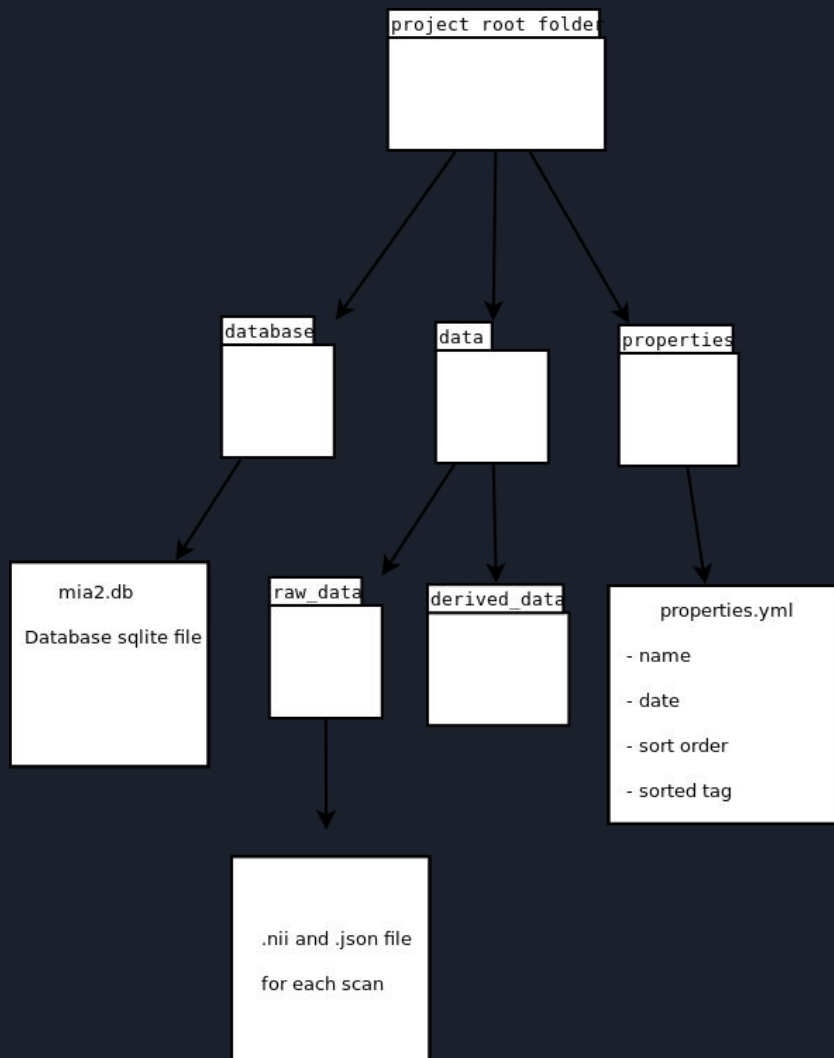 project root folder
database
data
properties
mia2.db
Database sqlite file
raw_data
derived_data
properties.yml
- name
- date
- sort order
- sorted tag
.nii and .json file
for each scan